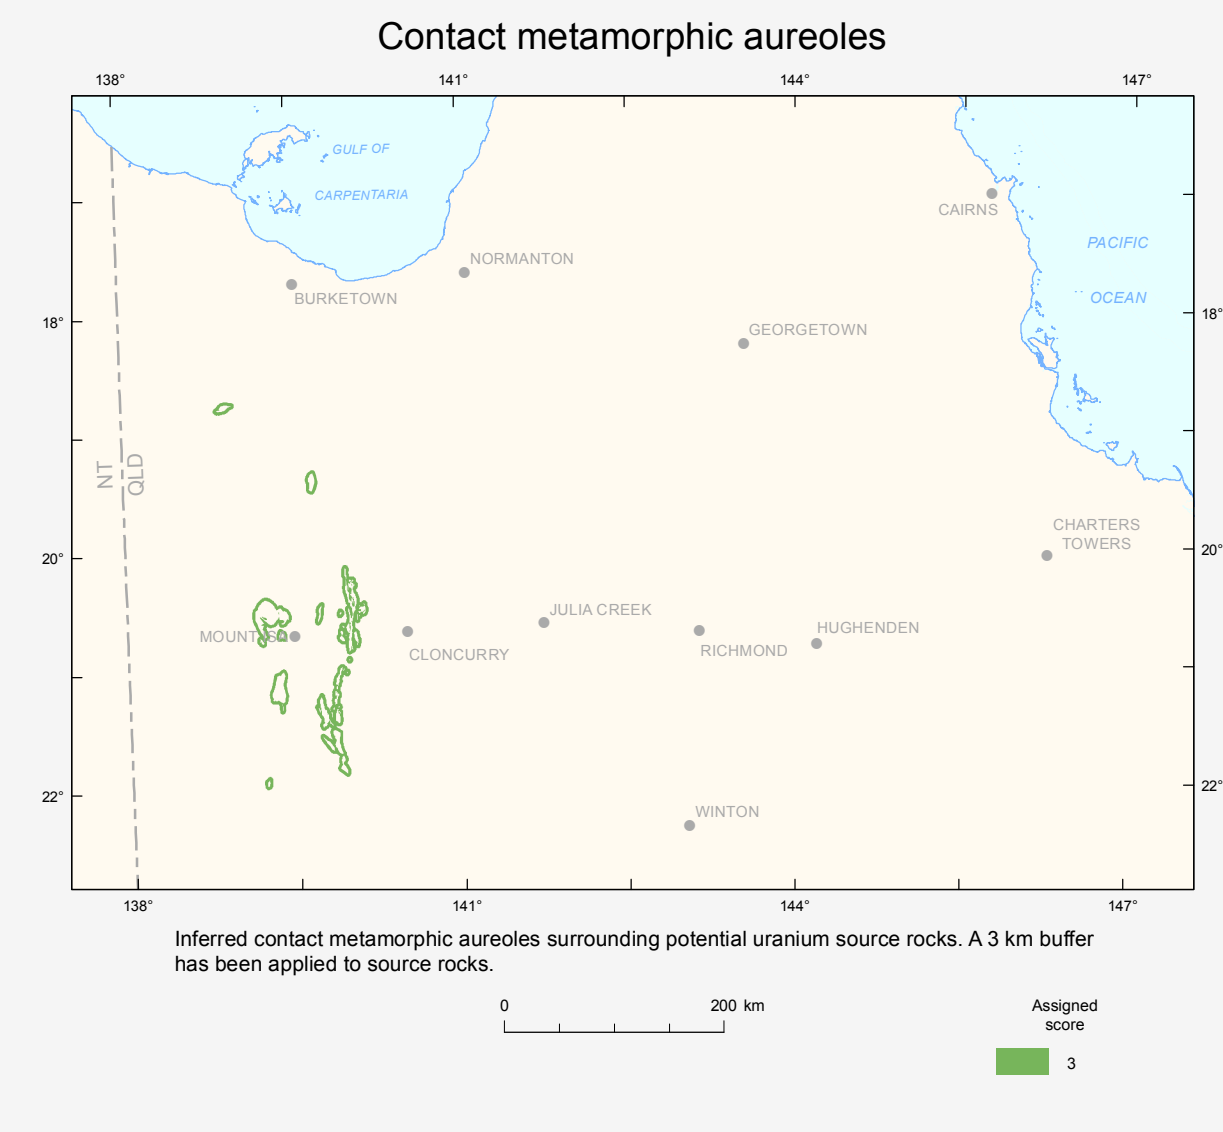 Contact metamorphic aureoles
138°
141°
144°
147°
GULF OF
CARPENTARIA
CAIRNS
PACIFIC
OCEAN
NORMANTON
BURKETOWN
18°
18°
GEORGETOWN
NT
QLD
CHARTERS
TOWERS
20°
20°
JULIA CREEK
HUGHENDEN
MOUNT ISA
RICHMOND
CLONCURRY
22°
22°
WINTON
138°
141°
144°
147°
Inferred contact metamorphic aureoles surrounding potential uranium source rocks. A 3 km buffer
has been applied to source rocks.
0
200 km
Assigned
score
3